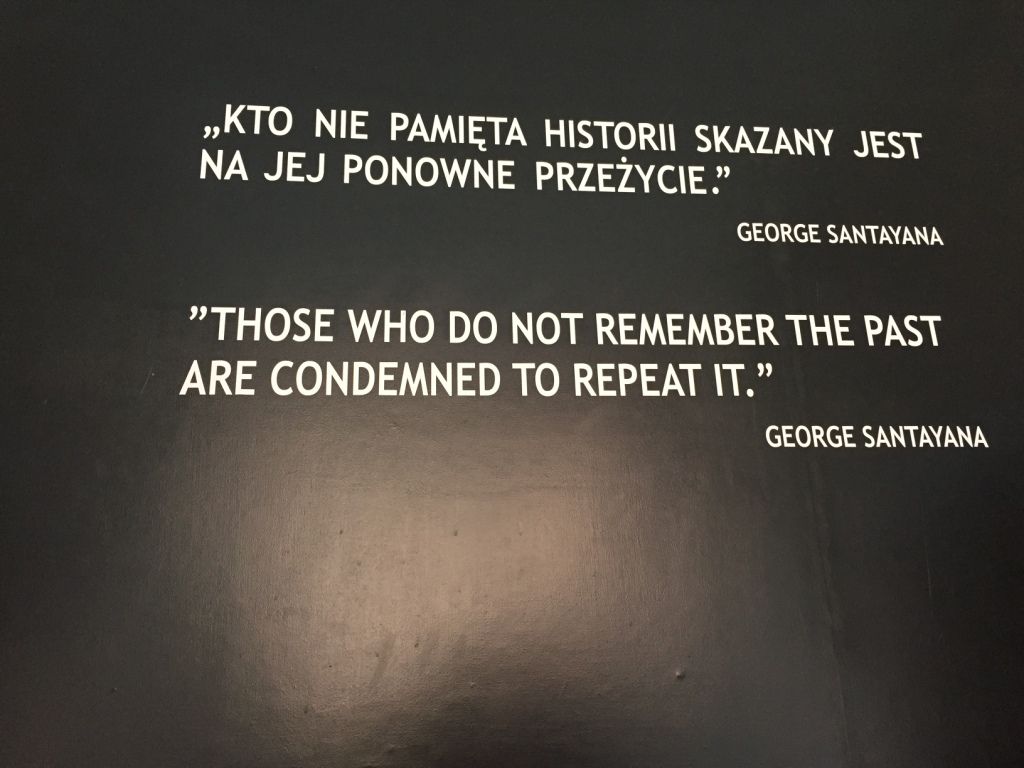 „KTO NIE PAMIĘTA HISTORII SKAZANY JEST
NA JEJ PONOWNE PRZEŻYCIE.”
GEORGE SANTAYANA
”THOSE WHO DO NOT REMEMBER THE PAST
ARE CONDEMNED TO REPEAT IT.”
GEORGE SANTAYANA